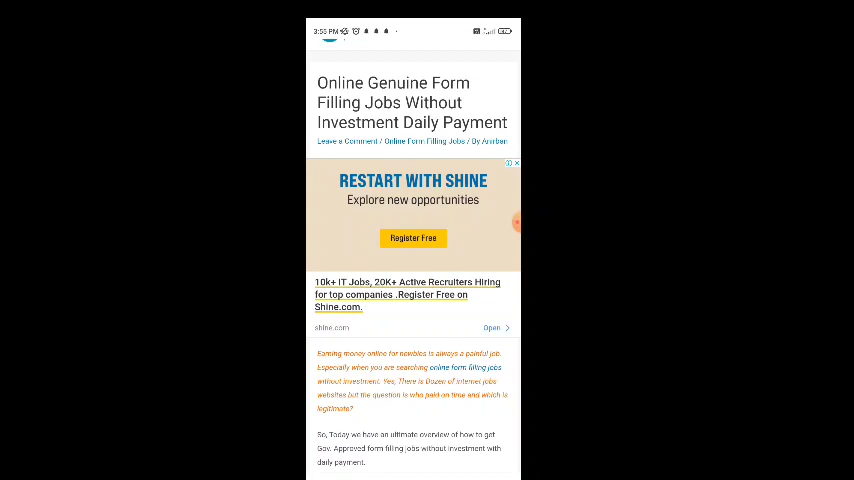 3:55 PM
Online Genuine Form
Filling Jobs Without
Investment Daily Payment
Leave a Comment / Online Form Filling Jobs / By Anirban
RESTART WITH SHINE
Explore new opportunities
Register Free
10k+ IT Jobs, 20K+ Active Recruiters Hiring
for top companies .Register Free on
Shine.com.
shine.com
Open
Earning money online for newbies is always a painful job.
Especially when you are searching online form filling jobs
without investment. Yes, There is Dozen of internet jobs
websites but the question is who paid on time and which is
legitimate?
So, Today we have an ultimate overview of how to get
Gov. Approved form filling jobs without investment with
daily payment.